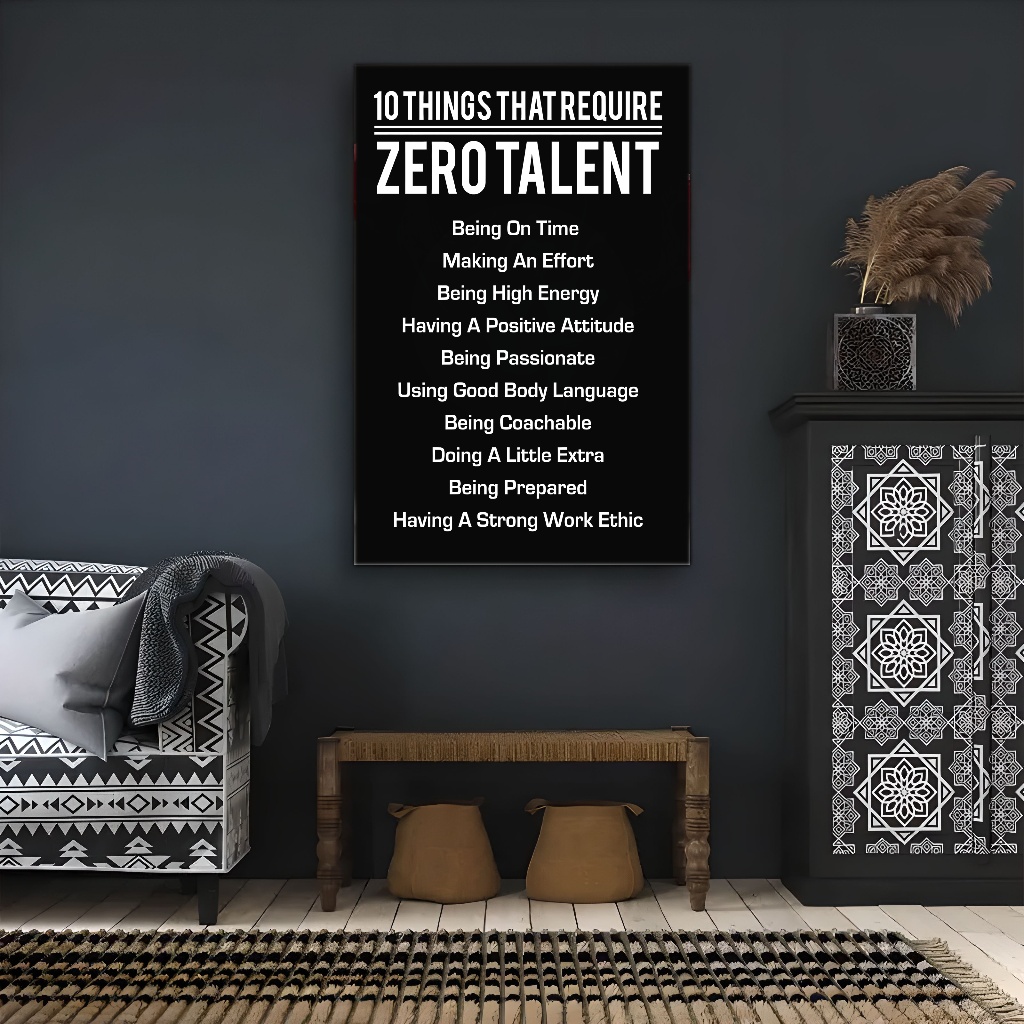 10 THINGS THAT REQUIRE
ZERO TALENT
Being On Time
Making An Effort
Being High Energy
Having A Positive Attitude
Being Passionate
Using Good Body Language
Being Coachable
Doing A Little Extra
Being Prepared
Having A Strong Work Ethic